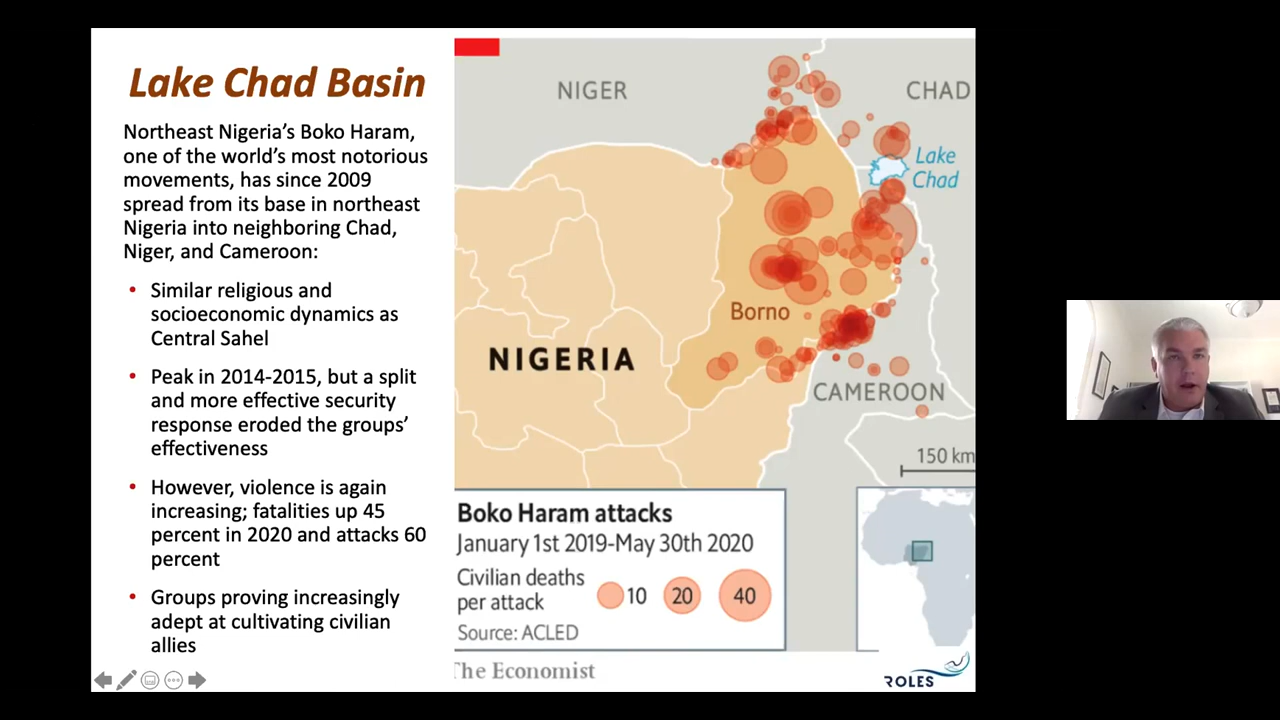 Lake Chad Basin
Northeast Nigeria's Boko Haram,
one of the world's most notorious
movements, has since 2009
spread from its base in northeast
Nigeria into neighboring Chad,
Niger, and Cameroon:
• Similar religious and
socioeconomic dynamics as
Central Sahel
• Peak in 2014-2015, but a split
and more effective security
response eroded the groups'
effectiveness
• However, violence is again
increasing; fatalities up 45
percent in 2020 and attacks 60
percent
• Groups proving increasingly
adept at cultivating civilian
allies
NIGER
CHAD
Lake
Chad
Borno
NIGERIA
CAMEROON
150 km
Boko Haram attacks
January 1st 2019-May 30th 2020
Civilian deaths
per attack
10
20
40
Source: ACLED
The Economist
ROLES